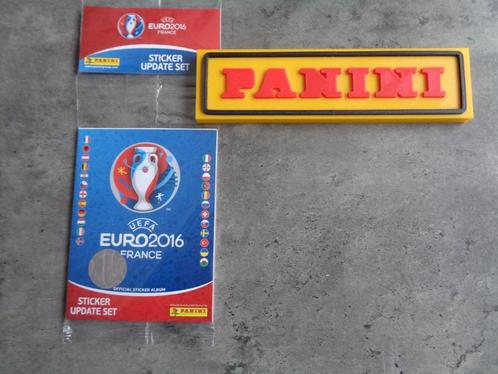 UEFA
EURO2016
FRANCE
PANINI
STICKER
UPDATE SET
PANINI
UEFA
EURO2016
FRANCE
OFFICIAL STICKER ALBUM
STICKER
UPDATE SET
PANINI